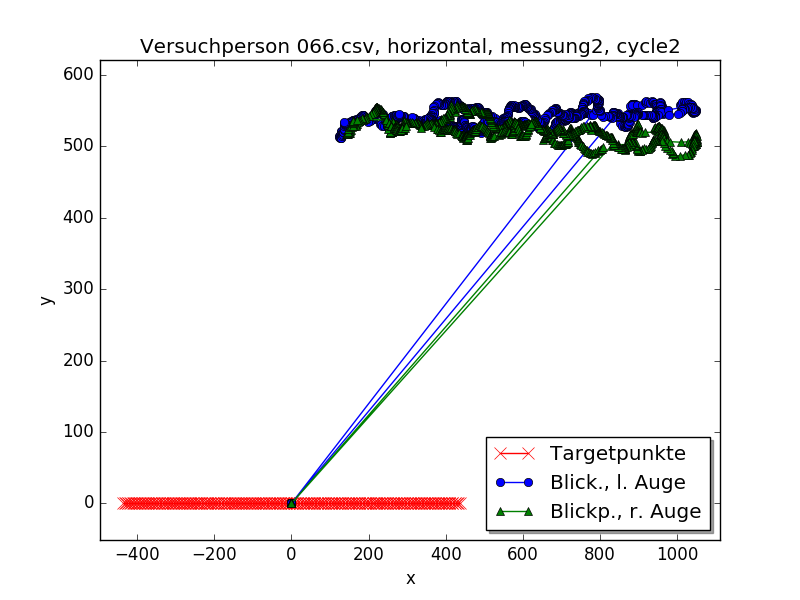 Versuchperson 066.csv, horizontal, messung2, cycle2
600
500
400
300
200
100
0
y
−400
−200
0
200
400
600
800
1000
x
Targetpunkte
Blick., l. Auge
Blickp., r. Auge